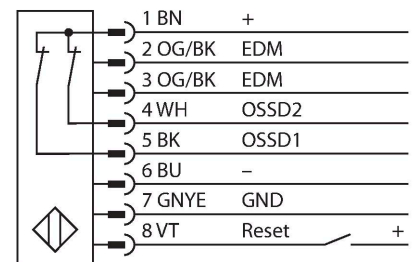 1 BN +
2 OG/BK EDM
3 OG/BK EDM
4 WH OSSD2
5 BK OSSD1
6 BU –
7 GNYE GND
8 VT Reset +